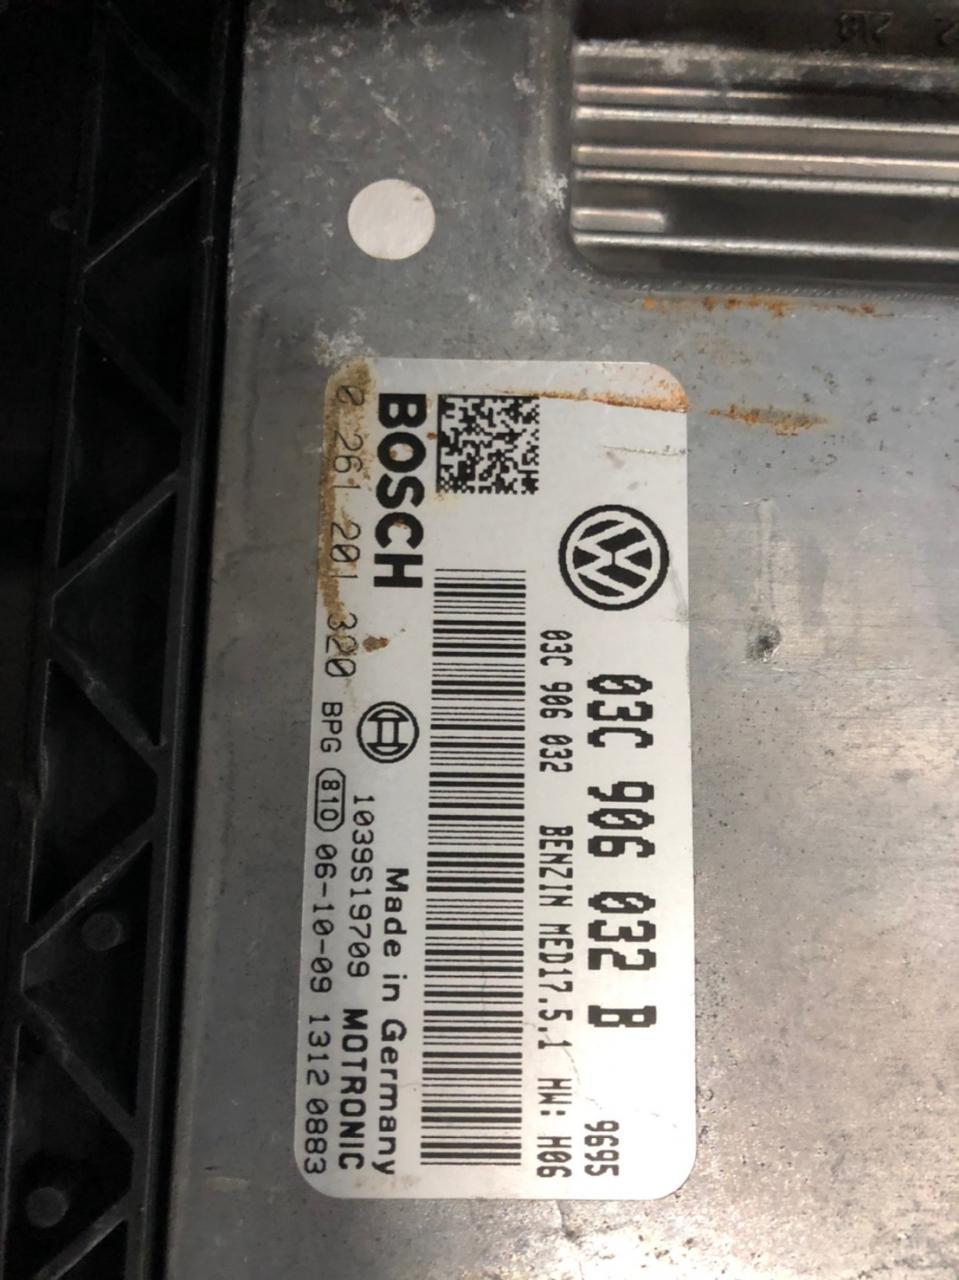 03C 906 032 B
9695
03C 906 032 BENZIN MED17.5.1 HW: H06
BOSCH
Made in Germany
1039S19709 MOTRONIC
0 261 201 320 BPG 810 06-10-09 1312 0883